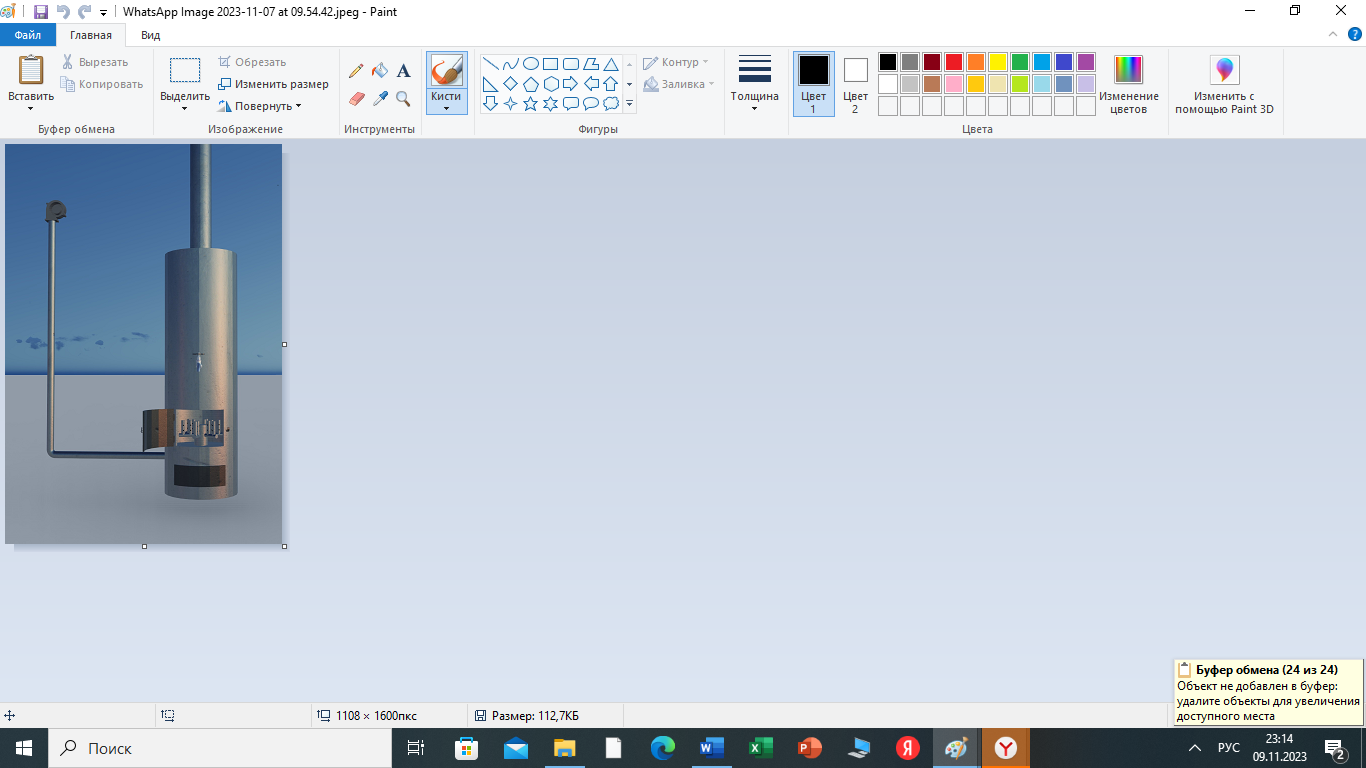 WhatsApp Image 2023-11-07 at 09.54.42.jpeg - Paint
Файл
Главная
Вид
Вставить
Вырезать
Копировать
Буфер обмена
Выделить
Обрезать
Изменить размер
Повернуть
Изображение
Инструменты
Кисти
Фигуры
Контур
Заливка
Толщина
Цвет
1
Цвет
2
Изменение
цветов
Цвета
Изменить с
помощью Paint 3D
Буфер обмена (24 из 24)
Объект не добавлен в буфер:
удалите объекты для увеличения
доступного места
1108 × 1600пкс
Размер: 112,7КБ
Поиск
РУС
23:14
09.11.2023
2